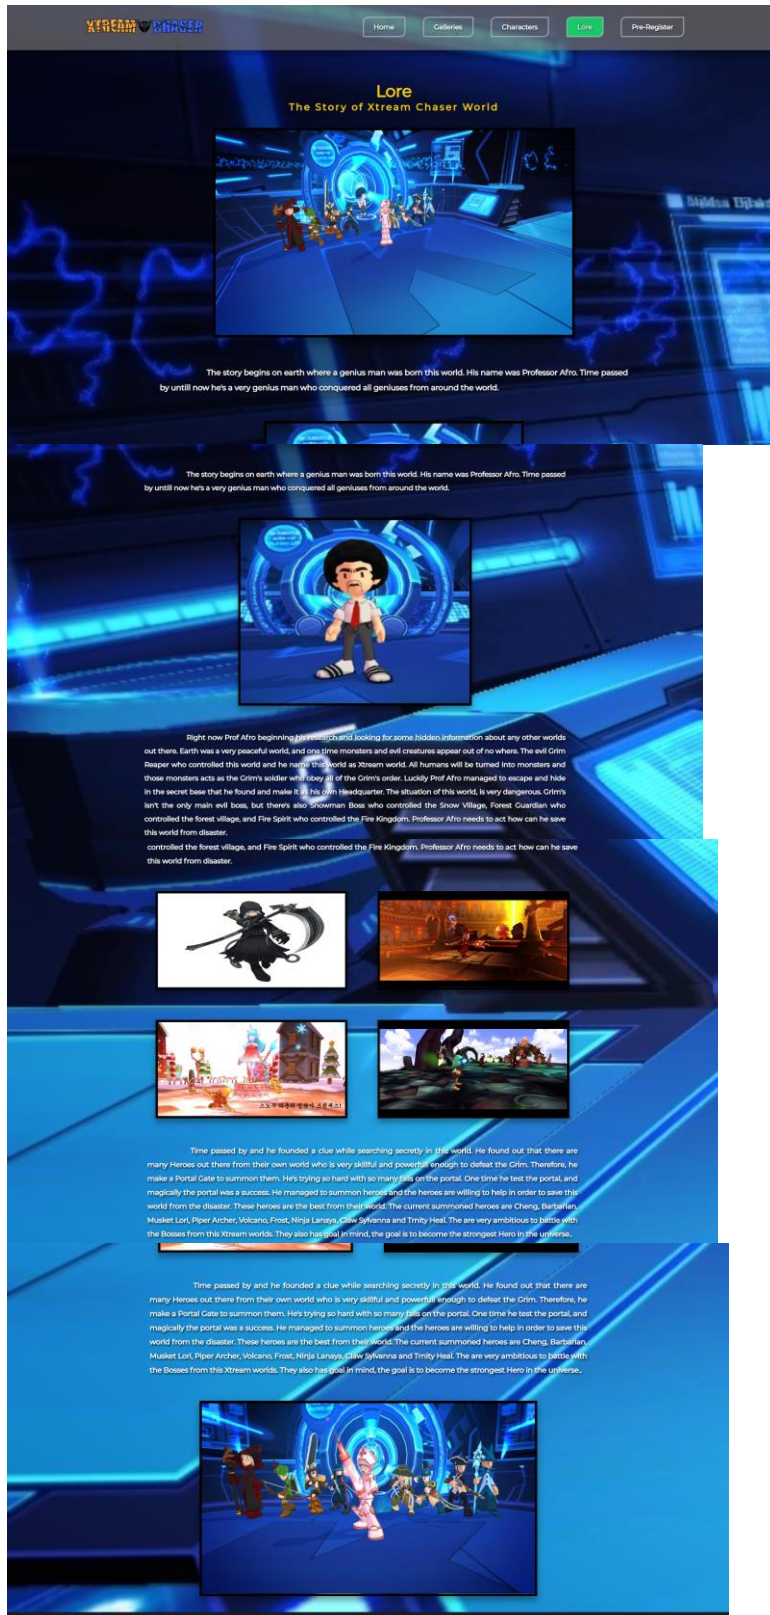 XTREAM CHASER
Home
Galleries
Characters
Lore
Pre-Register
Lore
The Story of Xtream Chaser World
The story begins on earth where a genius man was born this world. His name was Professor Afro. Time passed
by untill now he's a very genius man who conquered all geniuses from around the world.
The story begins on earth where a genius man was born this world. His name was Professor Afro. Time passed
by untill now he's a very genius man who conquered all geniuses from around the world.
Right now Prof Afro beginning his research and looking for some hidden information about any other worlds
out there. Earth was a very peaceful world, and one time monsters and evil creatures appear out of no where. The evil Grim
Reaper who controlled this world and he name this world as Xtream world. All humans will be turned into monsters and
those monsters acts as the Grim's soldier who obey all of the Grim's order. Luckily Prof Afro managed to escape and hide
in the secret base that he found and make it as his own Headquarter. The situation of this world, is very dangerous. Grim's
isn't the only main evil boss, but there's also Snowman Boss who controlled the Snow Village, Forest Guardian who
controlled the forest village, and Fire Spirit who controlled the Fire Kingdom. Professor Afro needs to act how can he save
this world from disaster.
controlled the forest village, and Fire Spirit who controlled the Fire Kingdom. Professor Afro needs to act how can he save
this world from disaster.
Time passed by and he founded a clue while searching secretly in this world. He found out that there are
many Heroes out there from their own world who is very skillful and powerfull enough to defeat the Grim. Therefore, he
make a Portal Gate to summon them. He's trying so hard with so many fails on the portal. One time he test the portal, and
magically the portal was a success. He managed to summon heroes and the heroes are willing to help in order to save this
world from the disaster. These heroes are the best from their world. The current summoned heroes are Cheng, Barbarian,
Musket Lori, Piper Archer, Volcano, Frost, Ninja Lanaya, Claw Sylvanna and Tmity Heal. The are very ambitious to battle with
the Bosses from this Xtream worlds. They also has goal in mind, the goal is to become the strongest Hero in the universe..
Time passed by and he founded a clue while searching secretly in this world. He found out that there are
many Heroes out there from their own world who is very skillful and powerfull enough to defeat the Grim. Therefore, he
make a Portal Gate to summon them. He's trying so hard with so many fails on the portal. One time he test the portal, and
magically the portal was a success. He managed to summon heroes and the heroes are willing to help in order to save this
world from the disaster. These heroes are the best from their world. The current summoned heroes are Cheng, Barbarian,
Musket Lori, Piper Archer, Volcano, Frost, Ninja Lanaya, Claw Sylvanna and Tmity Heal. The are very ambitious to battle with
the Bosses from this Xtream worlds. They also has goal in mind, the goal is to become the strongest Hero in the universe..